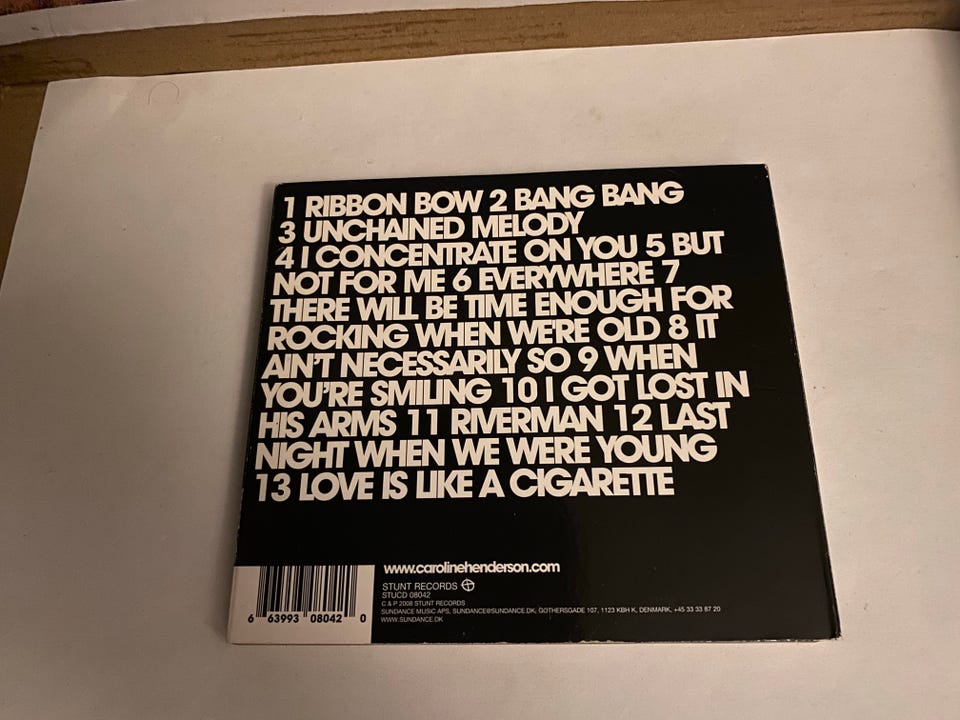 1 RIBBON BOW 2 BANG BANG
3 UNCHAINED MELODY
4 I CONCENTRATE ON YOU 5 BUT
NOT FOR ME 6 EVERYWHERE 7
THERE WILL BE TIME ENOUGH FOR
ROCKING WHEN WE'RE OLD 8 IT
AIN'T NECESSARILY SO 9 WHEN
YOU'RE SMILING 10 I GOT LOST IN
HIS ARMS 11 RIVERMAN 12 LAST
NIGHT WHEN WE WERE YOUNG
13 LOVE IS LIKE A CIGARETTE
www.carolinehenderson.com
STUNT RECORDS
STUCD 08042
C & P 2008 STUNT RECORDS
SUNDANCE MUSIC APS, SUNDANCE@SUNDANCE.DK, GOTHERSGADE 107, 1123 KBH K, DENMARK, +45 33 33 87 20
WWW.SUNDANCE.DK
6 63993 08042 0